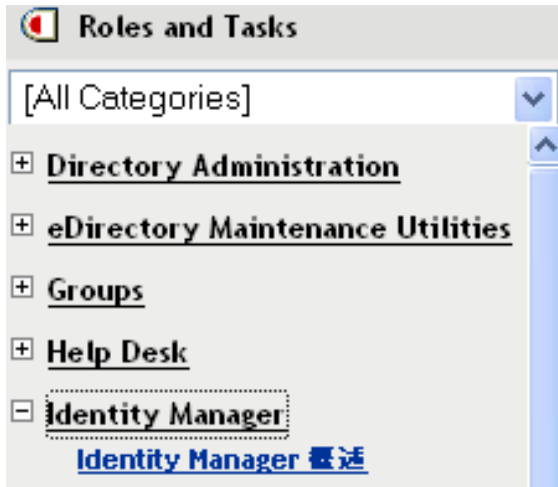 Roles and Tasks
[All Categories]
Directory Administration
eDirectory Maintenance Utilities
Groups
Help Desk
Identity Manager
Identity Manager 概述